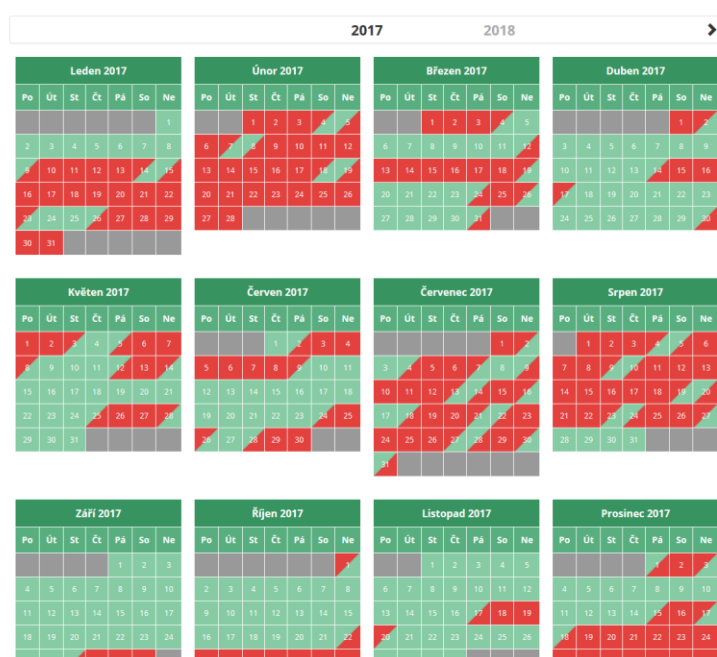 2017 2018
Leden 2017
Po Út St Čt Pá So Ne
1
2 3 4 5 6 7 8
9 10 11 12 13 14 15
16 17 18 19 20 21 22
23 24 25 26 27 28 29
30 31
Únor 2017
Po Út St Čt Pá So Ne
1 2 3 4 5
6 7 8 9 10 11 12
13 14 15 16 17 18 19
20 21 22 23 24 25 26
27 28
Březen 2017
Po Út St Čt Pá So Ne
1 2 3 4 5
6 7 8 9 10 11 12
13 14 15 16 17 18 19
20 21 22 23 24 25 26
27 28 29 30 31
Duben 2017
Po Út St Čt Pá So Ne
1 2
3 4 5 6 7 8 9
10 11 12 13 14 15 16
17 18 19 20 21 22 23
24 25 26 27 28 29 30
Květen 2017
Po Út St Čt Pá So Ne
1 2 3 4 5 6 7
8 9 10 11 12 13 14
15 16 17 18 19 20 21
22 23 24 25 26 27 28
29 30 31
Červen 2017
Po Út St Čt Pá So Ne
1 2 3 4
5 6 7 8 9 10 11
12 13 14 15 16 17 18
19 20 21 22 23 24 25
26 27 28 29 30
Červenec 2017
Po Út St Čt Pá So Ne
1 2
3 4 5 6 7 8 9
10 11 12 13 14 15 16
17 18 19 20 21 22 23
24 25 26 27 28 29 30
31
Srpen 2017
Po Út St Čt Pá So Ne
1 2 3 4 5 6
7 8 9 10 11 12 13
14 15 16 17 18 19 20
21 22 23 24 25 26 27
28 29 30 31
Září 2017
Po Út St Čt Pá So Ne
1 2 3
4 5 6 7 8 9 10
11 12 13 14 15 16 17
18 19 20 21 22 23 24
Říjen 2017
Po Út St Čt Pá So Ne
1
2 3 4 5 6 7 8
9 10 11 12 13 14 15
16 17 18 19 20 21 22
Listopad 2017
Po Út St Čt Pá So Ne
1 2 3 4 5
6 7 8 9 10 11 12
13 14 15 16 17 18 19
20 21 22 23 24 25 26
Prosinec 2017
Po Út St Čt Pá So Ne
1 2 3
4 5 6 7 8 9 10
11 12 13 14 15 16 17
18 19 20 21 22 23 24